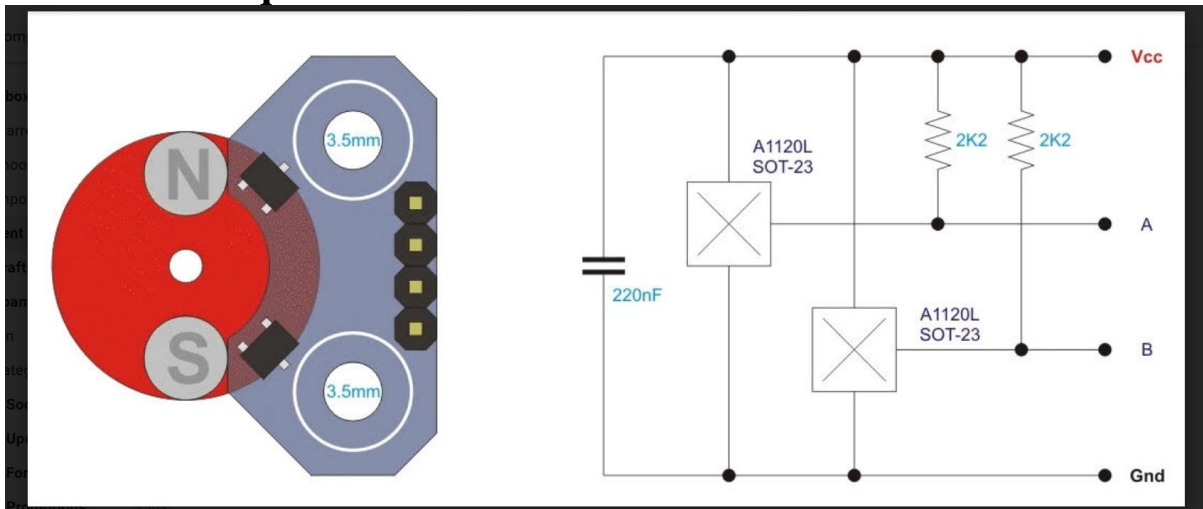 N
S
3.5mm
3.5mm
Vcc
A1120L
SOT-23
2K2
2K2
A
220nF
A1120L
SOT-23
B
Gnd